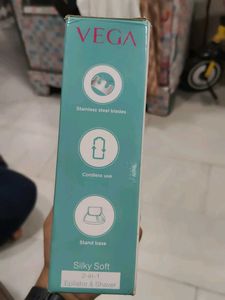 VEGA
Stainless steel blades
Cordless use
Stand base
Silky Soft
2-in-1
Epilator & Shaver